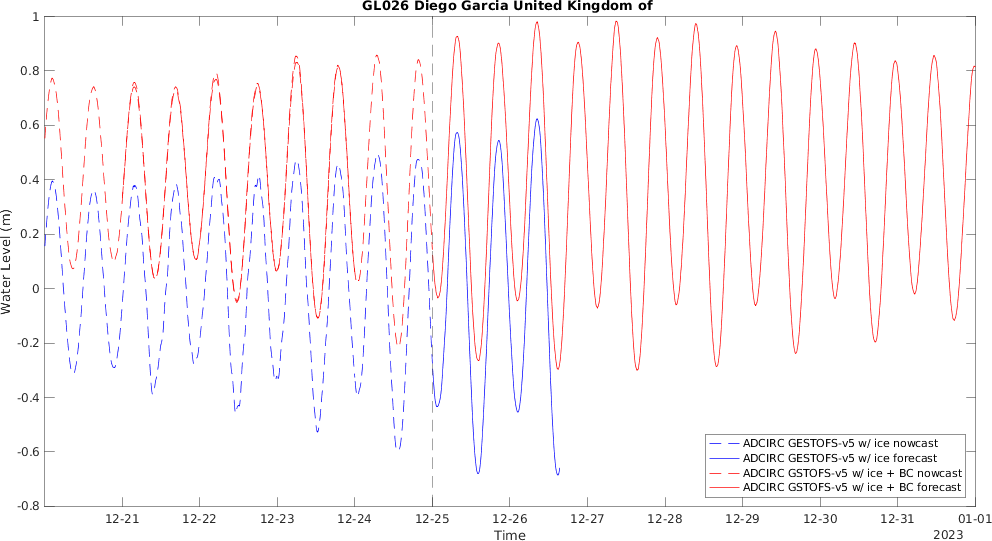 GL026 Diego Garcia United Kingdom of
Water Level (m)
1
0.8
0.6
0.4
0.2
0
-0.2
-0.4
-0.6
-0.8
ADCIRC GESTOFS-v5 w/ ice nowcast
ADCIRC GESTOFS-v5 w/ ice forecast
ADCIRC GSTOFS-v5 w/ ice + BC nowcast
ADCIRC GSTOFS-v5 w/ ice + BC forecast
12-21 12-22 12-23 12-24 12-25 12-26 12-27 12-28 12-29 12-30 12-31 01-01
Time
2023